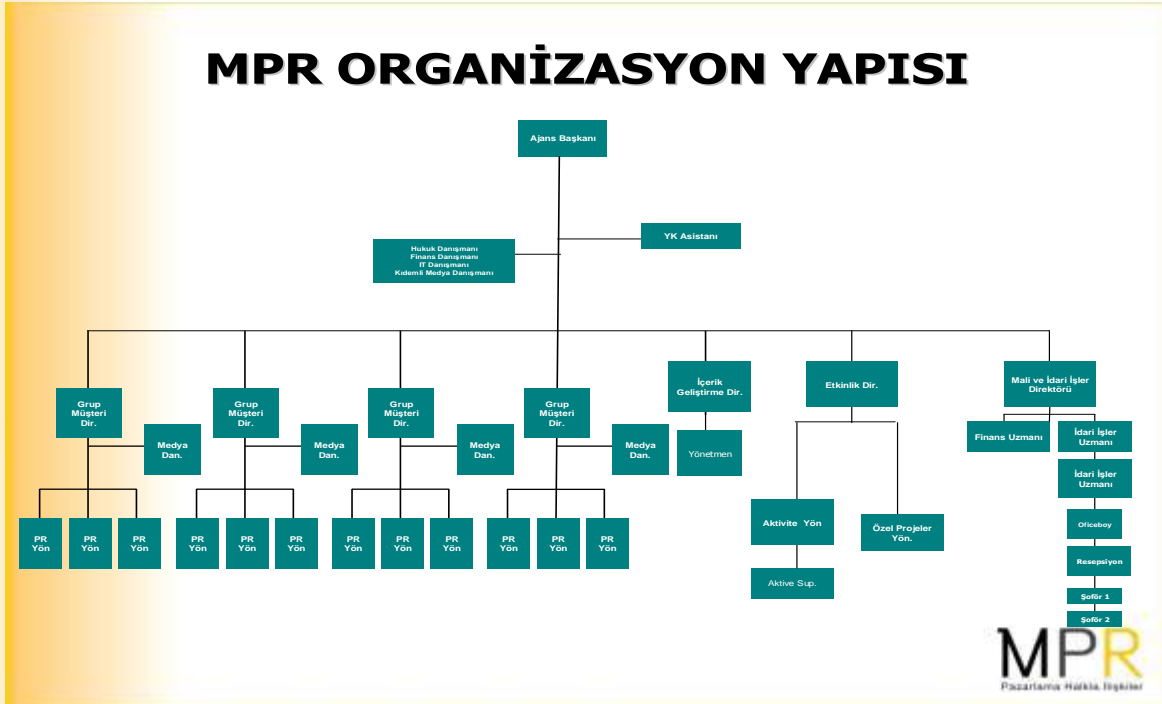 MPR ORGANİZASYON YAPISI
Ajans Başkanı
YK Asistanı
Hukuk Danışmanı
Finans Danışmanı
IT Danışmanı
Kıdemli Medya Danışmanı
Grup
Müşteri
Dir.
Grup
Müşteri
Dir.
Grup
Müşteri
Dir.
Grup
Müşteri
Dir.
İçerik
Geliştirme Dir.
Etkinlik Dir.
Mali ve İdari İşler
Direktörü
Medya
Dan.
Medya
Dan.
Medya
Dan.
Medya
Dan.
Yönetmen
Finans Uzmanı
İdari İşler
Uzmanı
İdari İşler
Uzmanı
PR
Yön
PR
Yön
PR
Yön
PR
Yön
PR
Yön
PR
Yön
PR
Yön
PR
Yön
PR
Yön
PR
Yön
PR
Yön
PR
Yön
Aktivite Yön
Özel Projeler
Yön.
Aktive Sup.
Oficeboy
Resepsiyon
Şoför 1
Şoför 2
MPR
Pazarlama Halkla İlişkiler